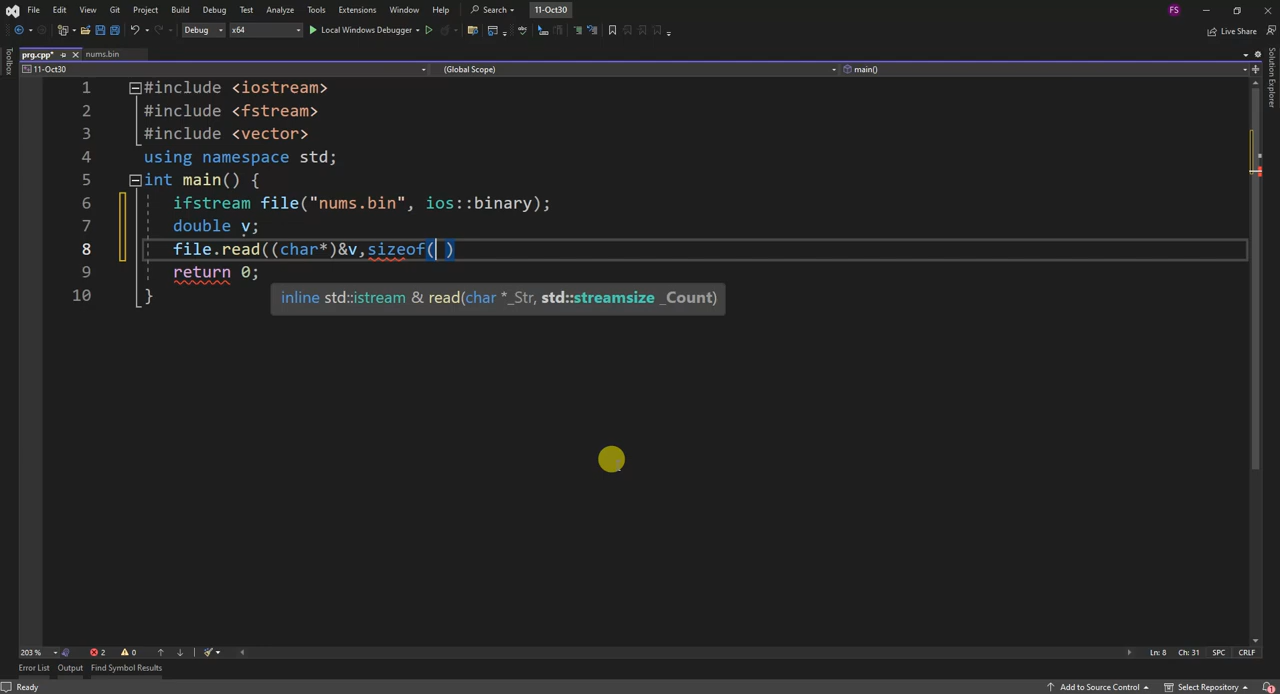 File Edit View Git Project Build Debug Test Analyze Tools Extensions Window Help Search 11-Oct30 FS
Debug x64 Local Windows Debugger Live Share
prg.cpp* nums.bin
11-Oct30 (Global Scope) main()
Toolbox
Solution Explorer
1 #include <iostream>
2 #include <fstream>
3 #include <vector>
4 using namespace std;
5 int main() {
6 ifstream file("nums.bin", ios::binary);
7 double v;
8 file.read((char*)&v,sizeof( )
9 return 0;
10 }
inline std::istream & read(char *_Str, std::streamsize _Count)
203 % 2 0 Ln: 8 Ch: 31 SPC CRLF
Error List Output Find Symbol Results
Ready Add to Source Control Select Repository 1